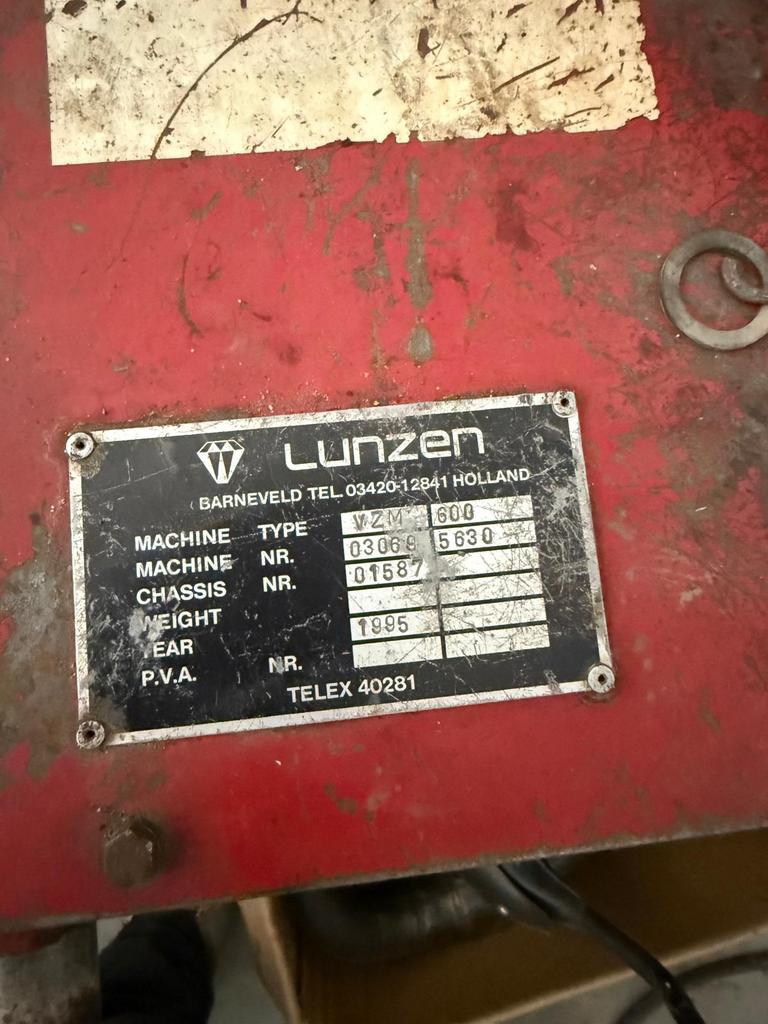 Lunzen
BARNEVELD TEL. 03420-12841 HOLLAND
MACHINE TYPE VZM 600
MACHINE NR. 03069 5630
CHASSIS NR. 01587
WEIGHT
YEAR 1995
P.V.A. NR.
TELEX 40281